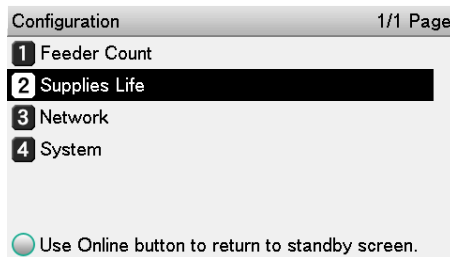 Configuration 1/1 Page
1 Feeder Count
2 Supplies Life
3 Network
4 System
Use Online button to return to standby screen.